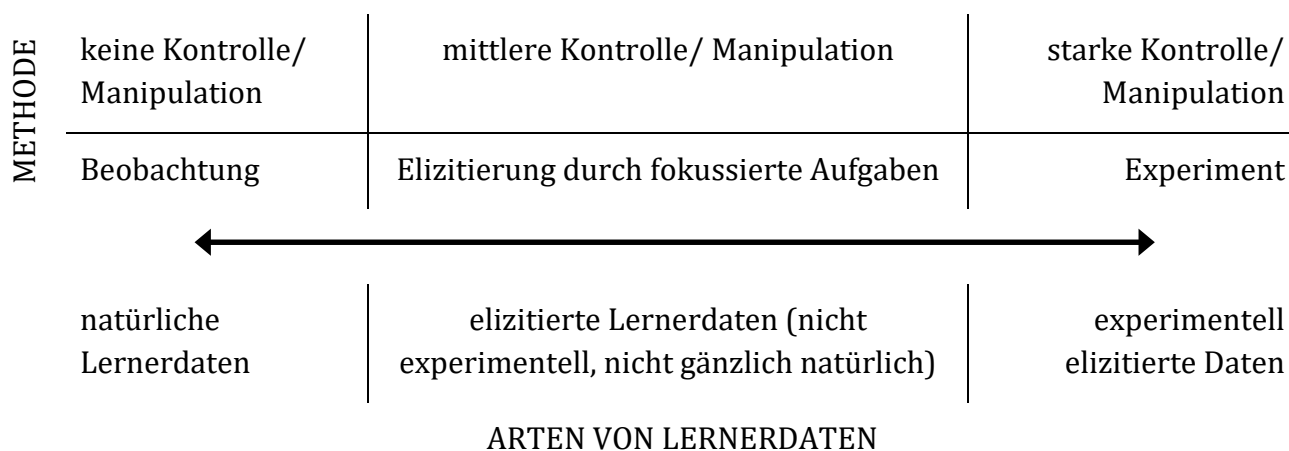 METHODE
keine Kontrolle/
Manipulation
mittlere Kontrolle/ Manipulation
starke Kontrolle/
Manipulation
Beobachtung
Elizitierung durch fokussierte Aufgaben
Experiment
natürliche
Lernerdaten
elizitierte Lernerdaten (nicht
experimentell, nicht gänzlich natürlich)
experimentell
elizitierte Daten
ARTEN VON LERNERDATEN